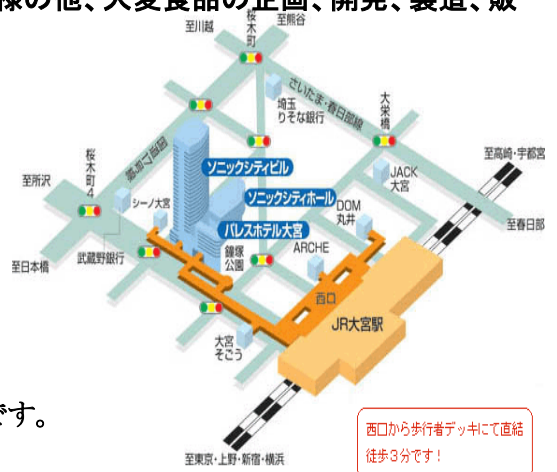 様の他、大変食品の企画、開発、製造、販
至川越
桜木町
至熊谷
さいたま・春日部線
埼玉
りそな銀行
大栄橋
国道17号線
桜木町4
至所沢
シーノ大宮
ソニックシティビル
ソニックシティホール
パレスホテル大宮
JACK
大宮
至高崎・宇都宮
DOM
丸井
至春日部
武蔵野銀行
至日本橋
鐘塚
公園
ARCHE
西口
JR大宮駅
大宮
そごう
です。
至東京・上野・新宿・横浜
西口から歩行者デッキにて直結
徒歩3分です!